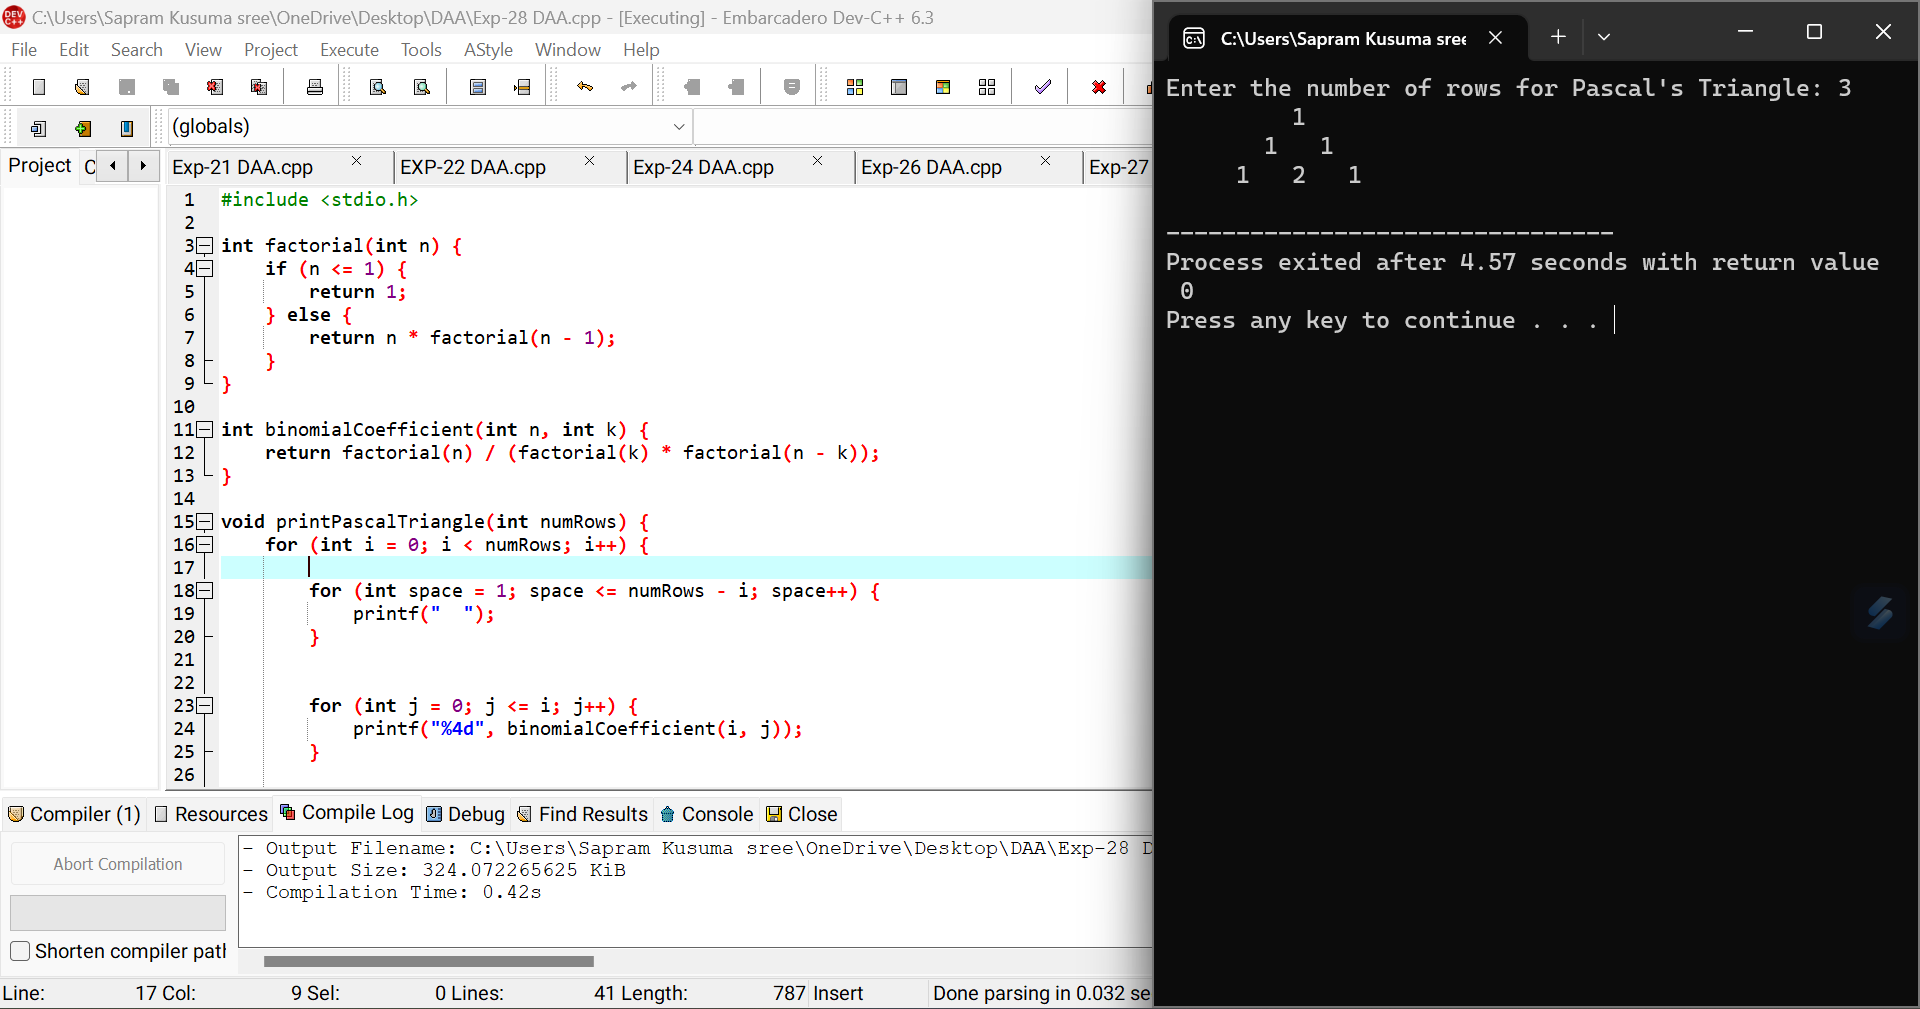 C:\Users\Sapram Kusuma sree\OneDrive\Desktop\DAA\Exp-28 DAA.cpp - [Executing] - Embarcadero Dev-C++ 6.3
File Edit Search View Project Execute Tools AStyle Window Help
(globals)
Project
Exp-21 DAA.cpp EXP-22 DAA.cpp Exp-24 DAA.cpp Exp-26 DAA.cpp Exp-27
1 #include <stdio.h>
2
3 int factorial(int n) {
4     if (n <= 1) {
5         return 1;
6     } else {
7         return n * factorial(n - 1);
8     }
9 }
10
11 int binomialCoefficient(int n, int k) {
12     return factorial(n) / (factorial(k) * factorial(n - k));
13 }
14
15 void printPascalTriangle(int numRows) {
16     for (int i = 0; i < numRows; i++) {
17
18         for (int space = 1; space <= numRows - i; space++) {
19             printf("  ");
20         }
21
22
23         for (int j = 0; j <= i; j++) {
24             printf("%4d", binomialCoefficient(i, j));
25         }
26
Compiler (1) Resources Compile Log Debug Find Results Console Close
Abort Compilation
Shorten compiler pat
- Output Filename: C:\Users\Sapram Kusuma sree\OneDrive\Desktop\DAA\Exp-28
- Output Size: 324.072265625 KiB
- Compilation Time: 0.42s
Line: 17 Col: 9 Sel: 0 Lines: 41 Length: 787 Insert Done parsing in 0.032 se
C:\Users\Sapram Kusuma sree
Enter the number of rows for Pascal's Triangle: 3
         1
       1   1
     1   2   1
--------------------------------
Process exited after 4.57 seconds with return value
 0
Press any key to continue . . .